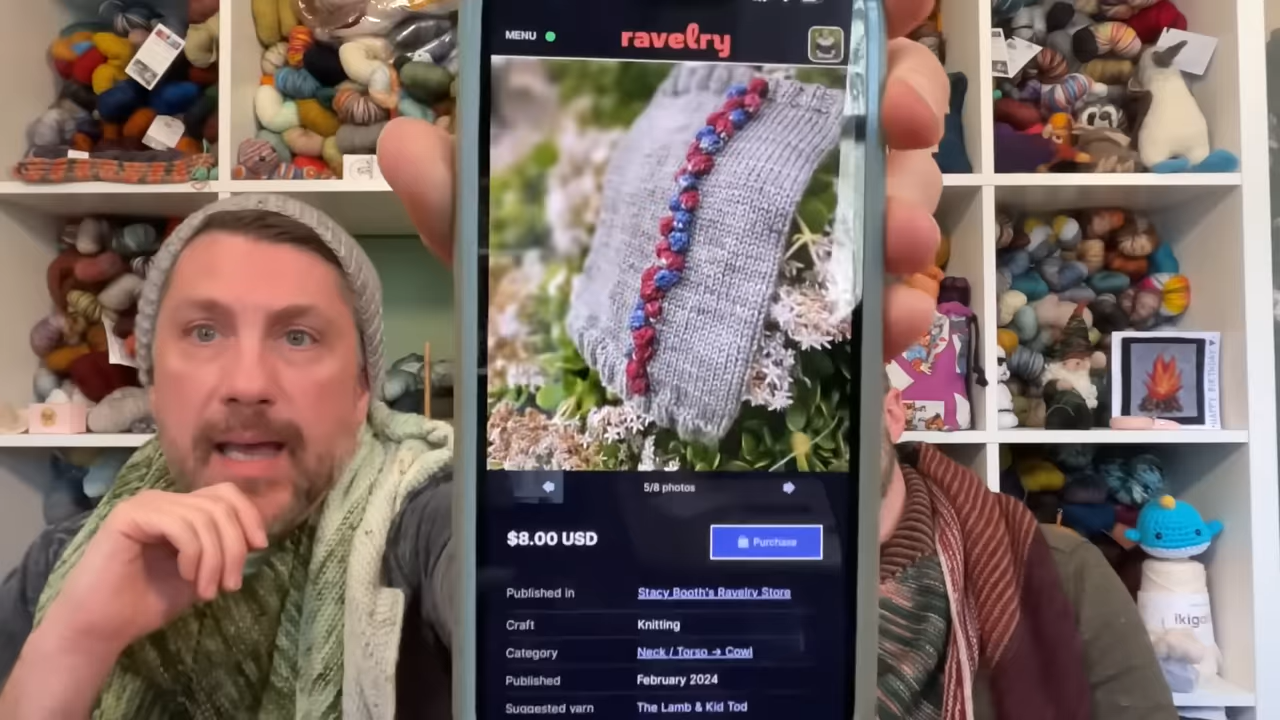 MENU
ravelry
5/8 photos
$8.00 USD
Purchase
Published in Stacy Booth's Ravelry Store
Craft Knitting
Category Neck / Torso → Cowl
Published February 2024
Suggested yarn The Lamb & Kid Tod
HAPPY BIRTHDAY